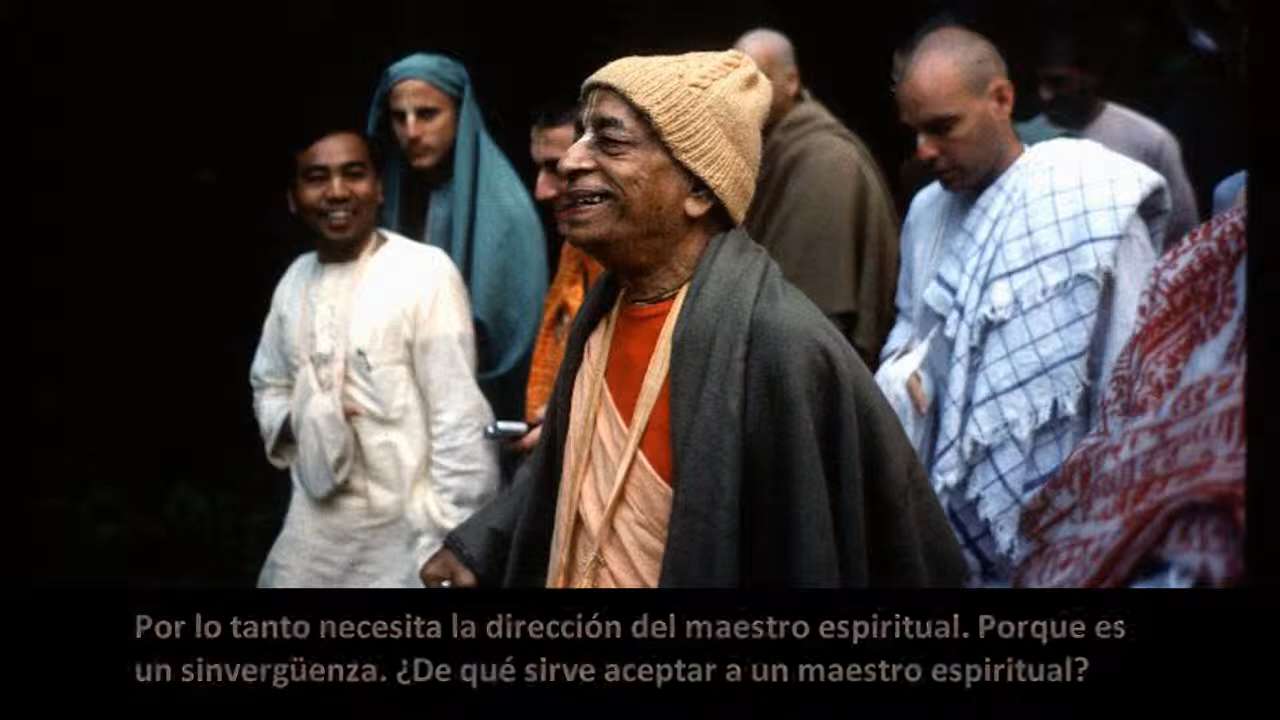 Por lo tanto necesita la dirección del maestro espiritual. Porque es
un sinvergüenza. ¿De qué sirve aceptar a un maestro espiritual?